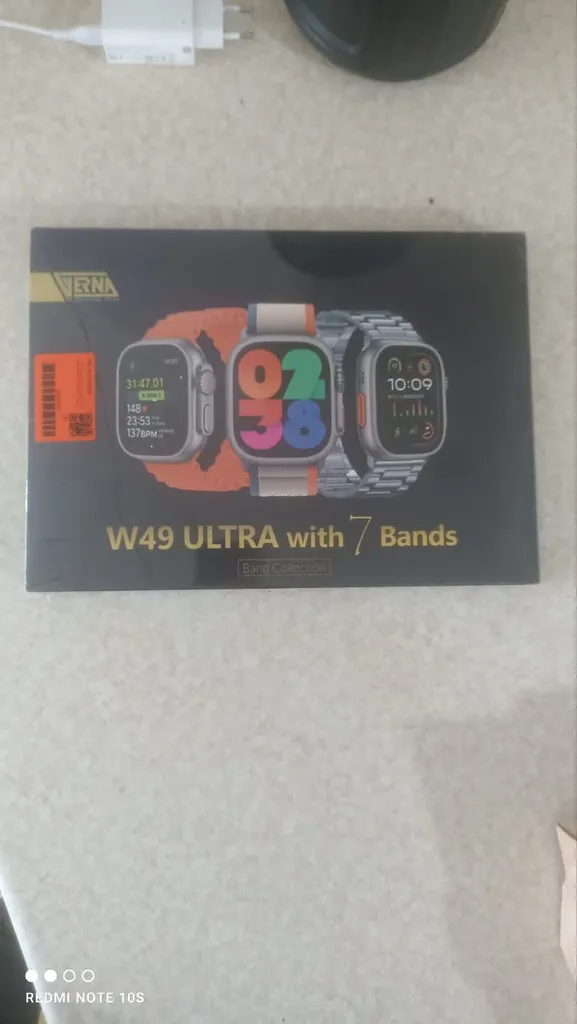 VERNA
31:47.01
148
23:53
137BPM
02
38
10:09
W49 ULTRA with 7 Bands
Band Collection
REDMI NOTE 10S